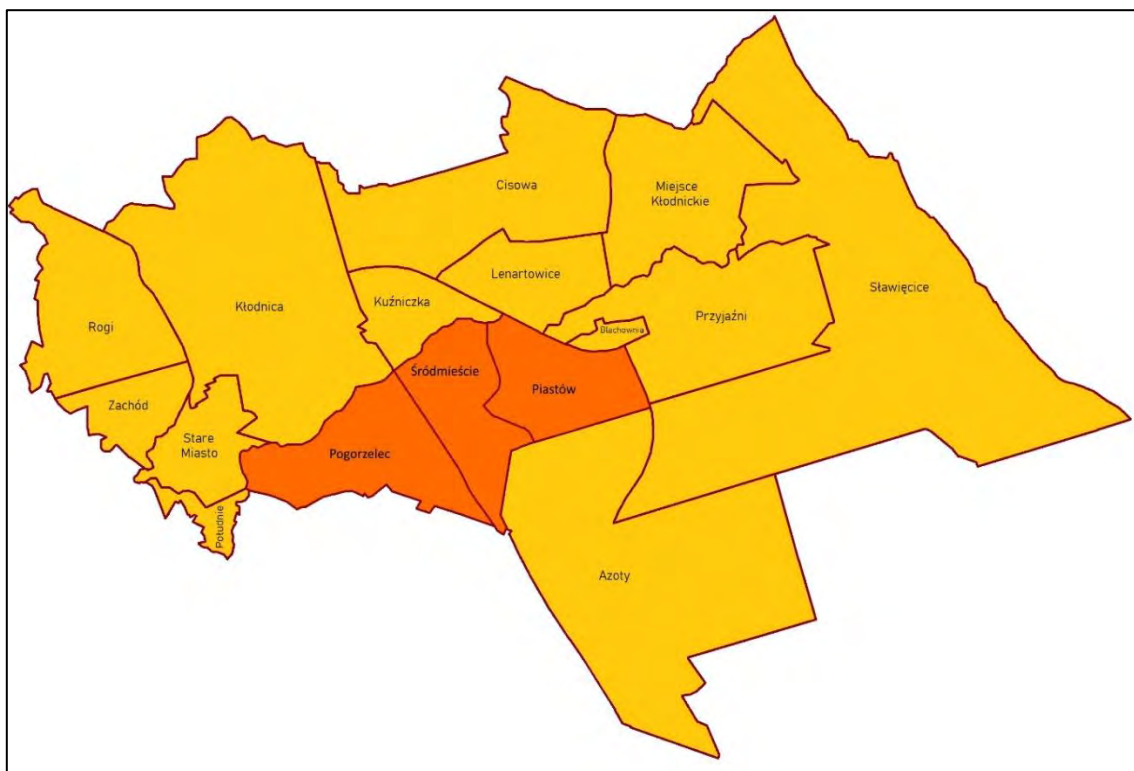 Cisowa
Miejsce
Kłodnickie
Lenartowice
Sławięcice
Kłodnica
Kuźniczka
Przyjaźni
Rogi
Blachownia
Śródmieście
Piastów
Zachód
Stare
Miasto
Pogorzelec
Południe
Azoty